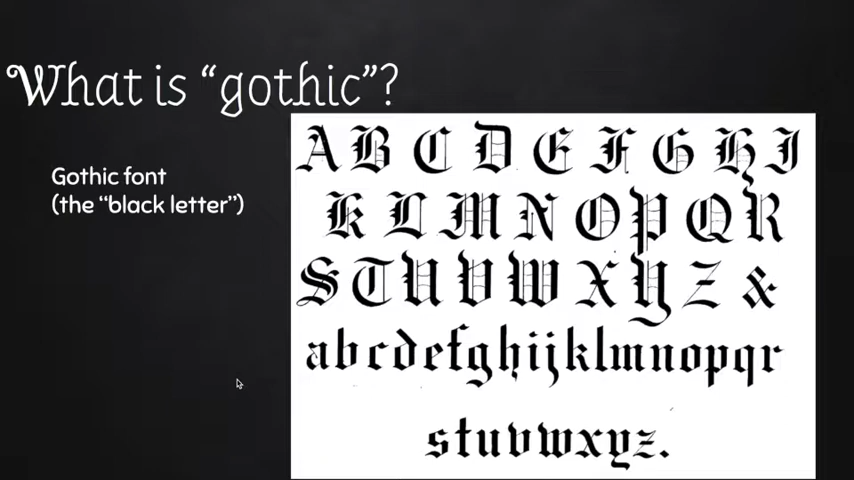 What is “gothic”?
Gothic font
(the “black letter”)
A B C D E F G H I
K L M N O P Q R
S T U V W X Y Z &
abcdefghijklmnopqr
stuvwxyz.